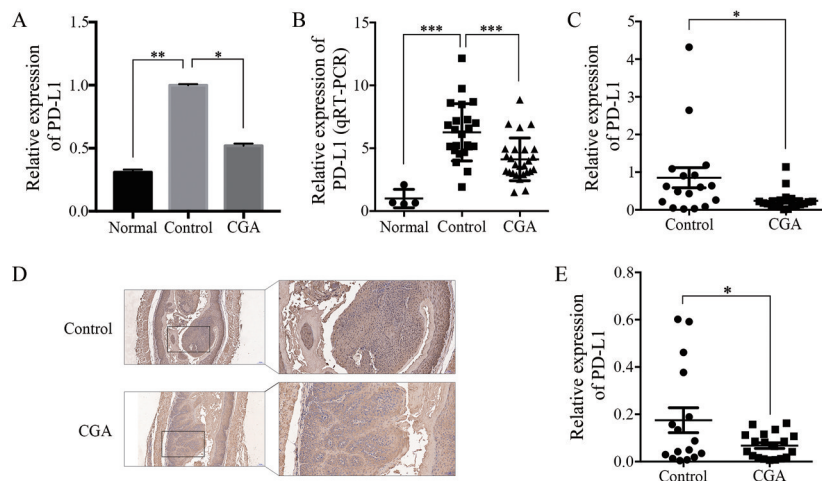 A
Relative expression
of PD-L1
1.5
1.0
0.5
0.0
**
*
Normal
Control
CGA
B
Relative expression of
PD-L1 (qRT-PCR)
15
10
5
0
***
***
Normal
Control
CGA
C
Relative expression
of PD-L1
5
4
3
2
1
0
*
Control
CGA
D
Control
CGA
E
Relative expression
of PD-L1
0.8
0.6
0.4
0.2
0.0
*
Control
CGA